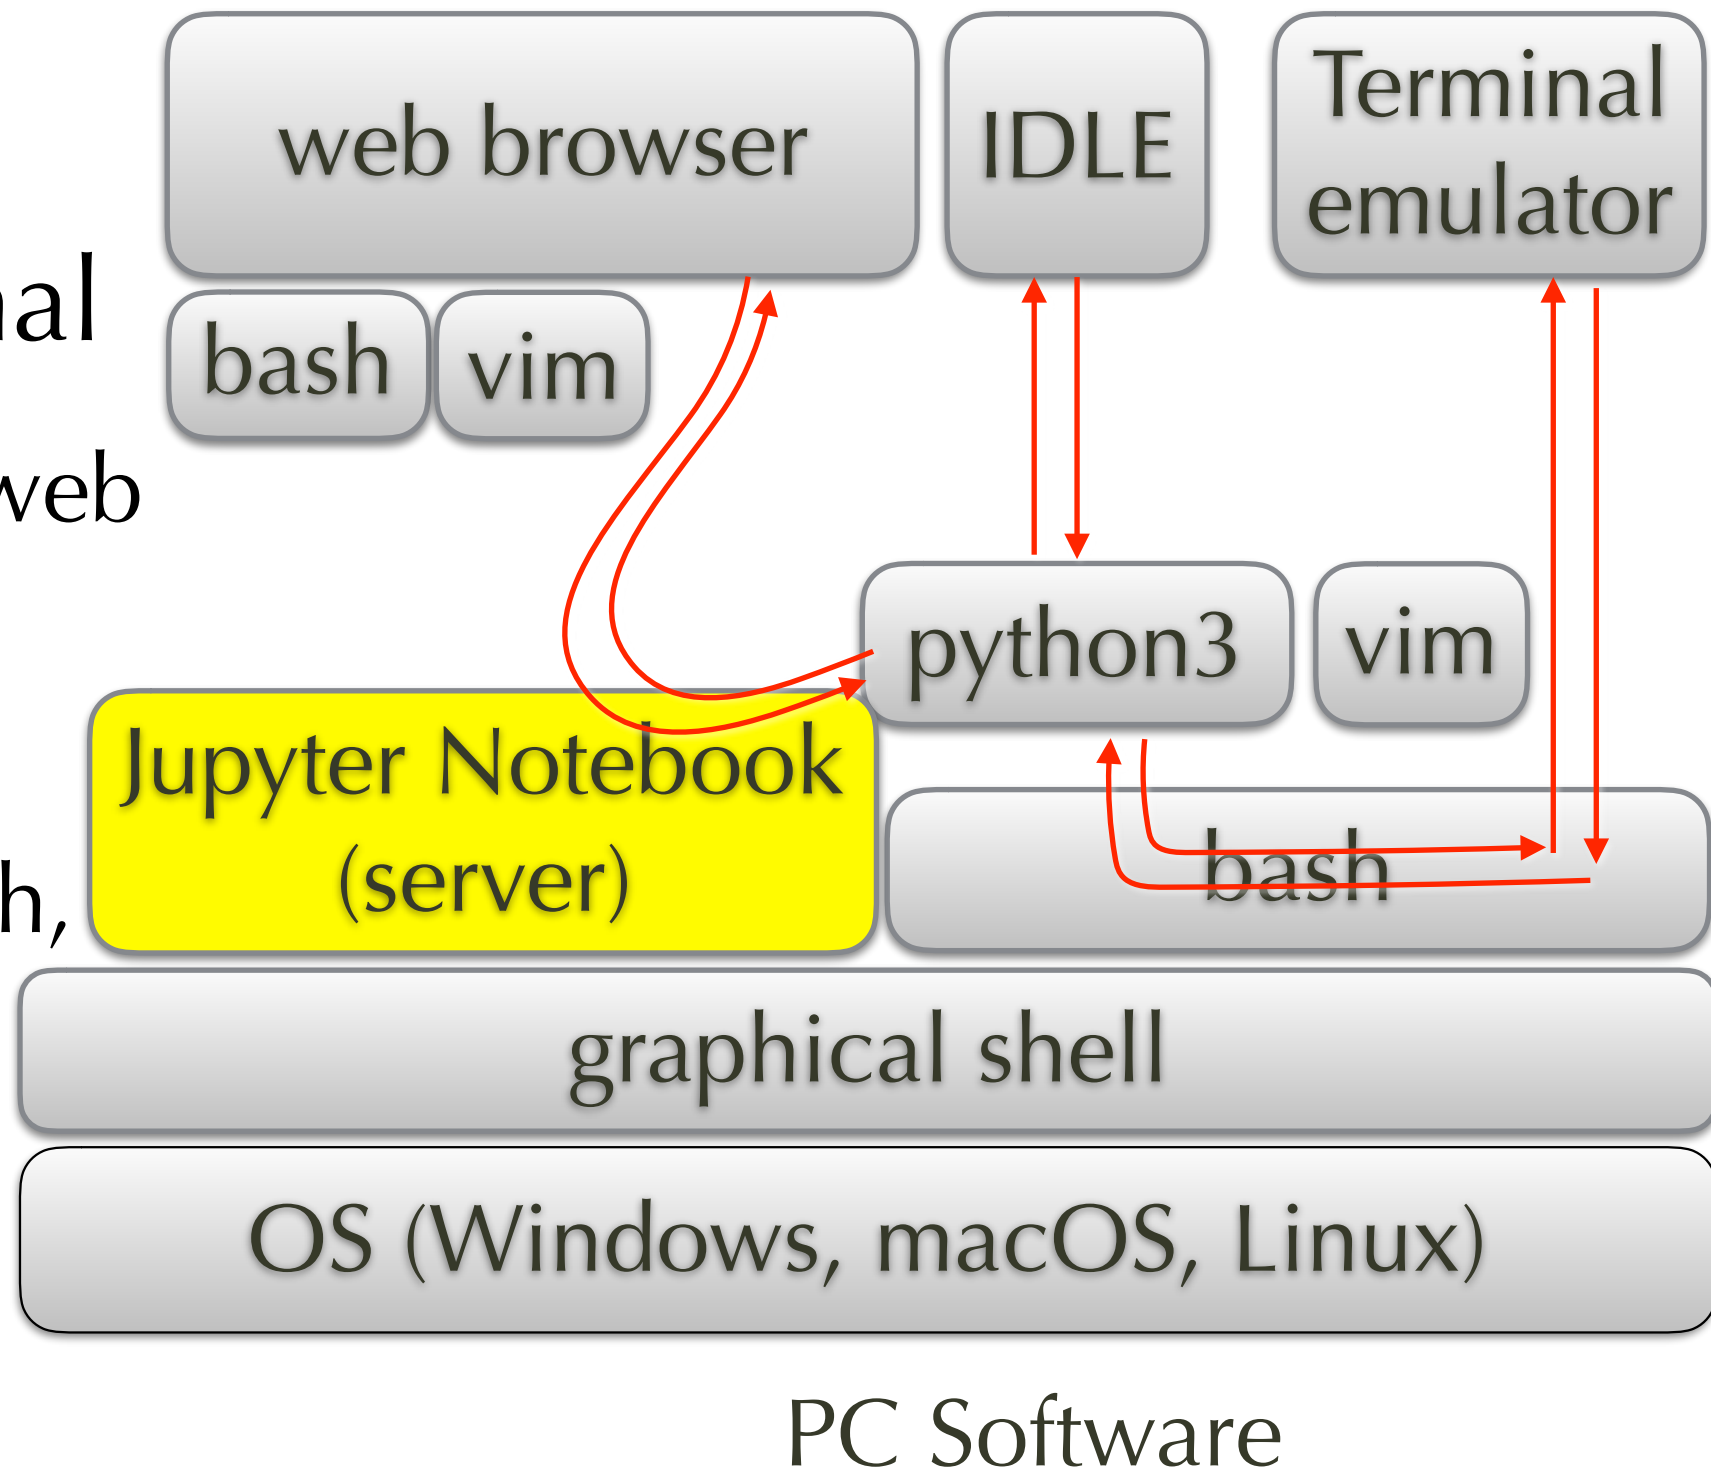 web browser
IDLE
Terminal
emulator
al
bash
vim
web
python3
vim
Jupyter Notebook
(server)
bash
h,
graphical shell
OS (Windows, macOS, Linux)
PC Software